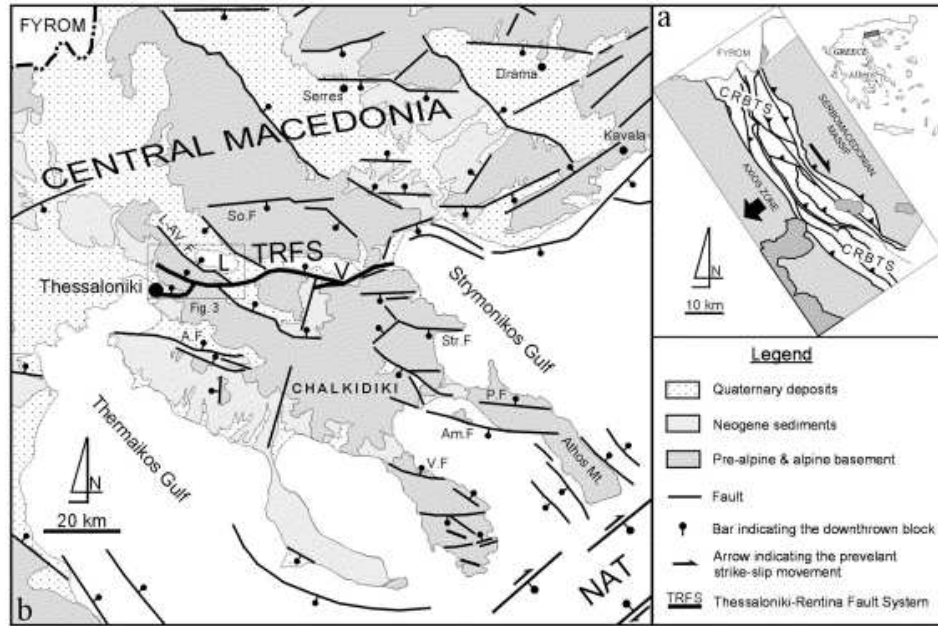 FYROM
Drama
Serres
CENTRAL MACEDONIA
Kavala
So.F
L-AV.F
TRFS
L
V
Thessaloniki
Fig. 3
Strymonikos Gulf
A.F.
Str.F
CHALKIDIKI
P.F.
Am.F
Athos Mt.
Thermaikos Gulf
V.F
N
20 km
NAT
b
a
FYROM
GREECE
Athens
CRBTS
SERBOMACEDONIAN
MASSIF
AXIOS ZONE
CRBTS
N
10 km
Legend
Quaternary deposits
Neogene sediments
Pre-alpine & alpine basement
Fault
Bar indicating the downthrown block
Arrow indicating the prevelant
strike-slip movement
TRFS Thessaloniki-Rentina Fault System